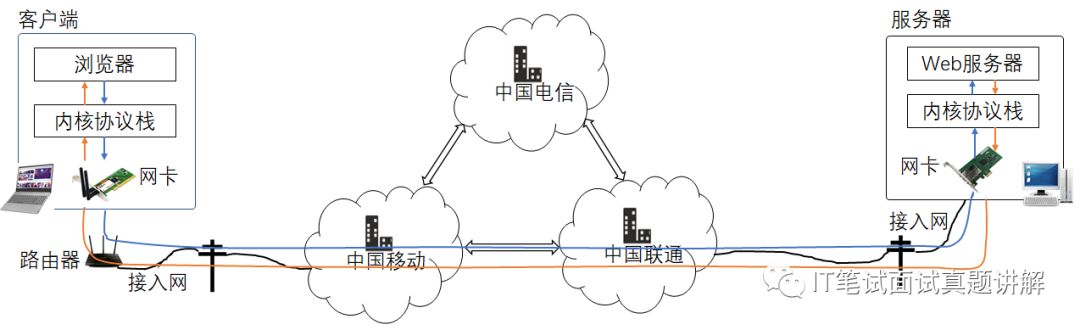 客户端
浏览器
内核协议栈
网卡
路由器
接入网
中国电信
中国移动
中国联通
服务器
Web服务器
内核协议栈
网卡
接入网
IT笔试面试真题讲解